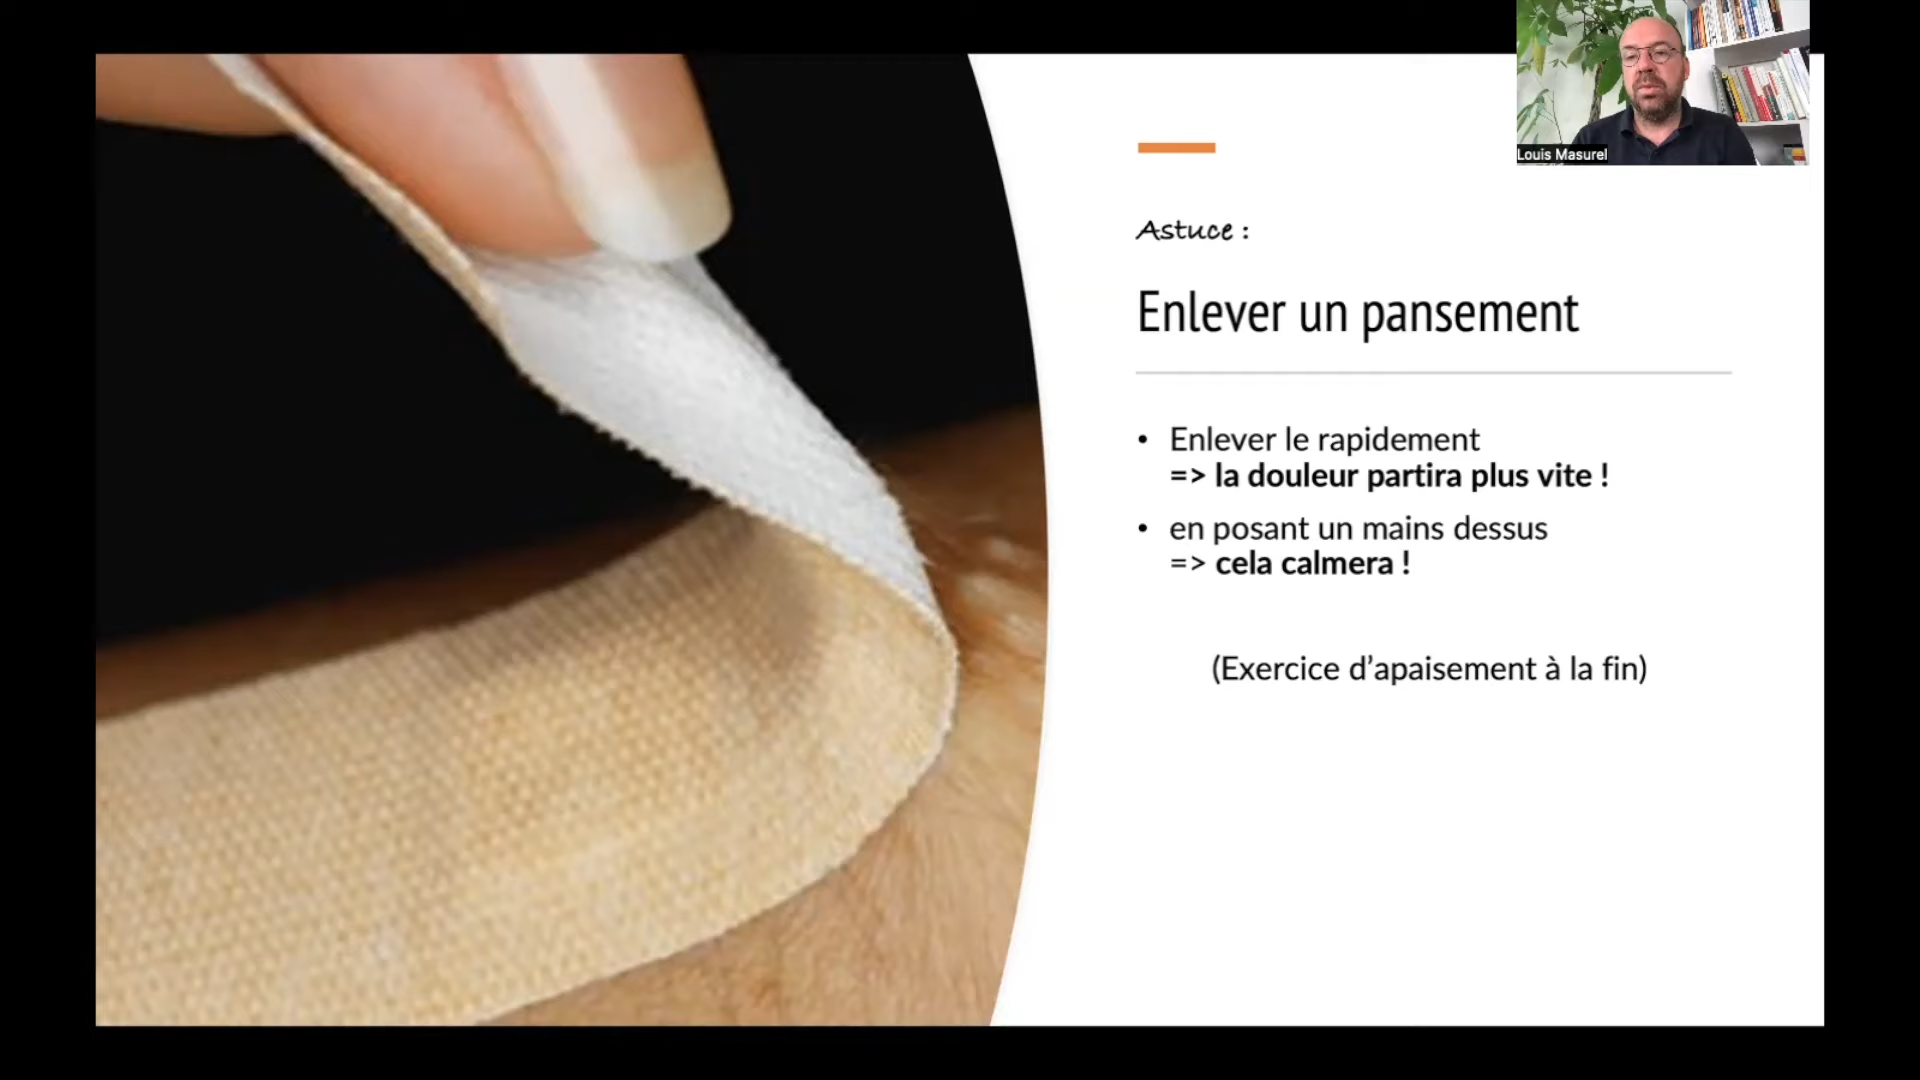 Louis Masurel
Astuce :
Enlever un pansement
• Enlever le rapidement
=> la douleur partira plus vite !
• en posant un mains dessus
=> cela calmera !
(Exercice d’apaisement à la fin)